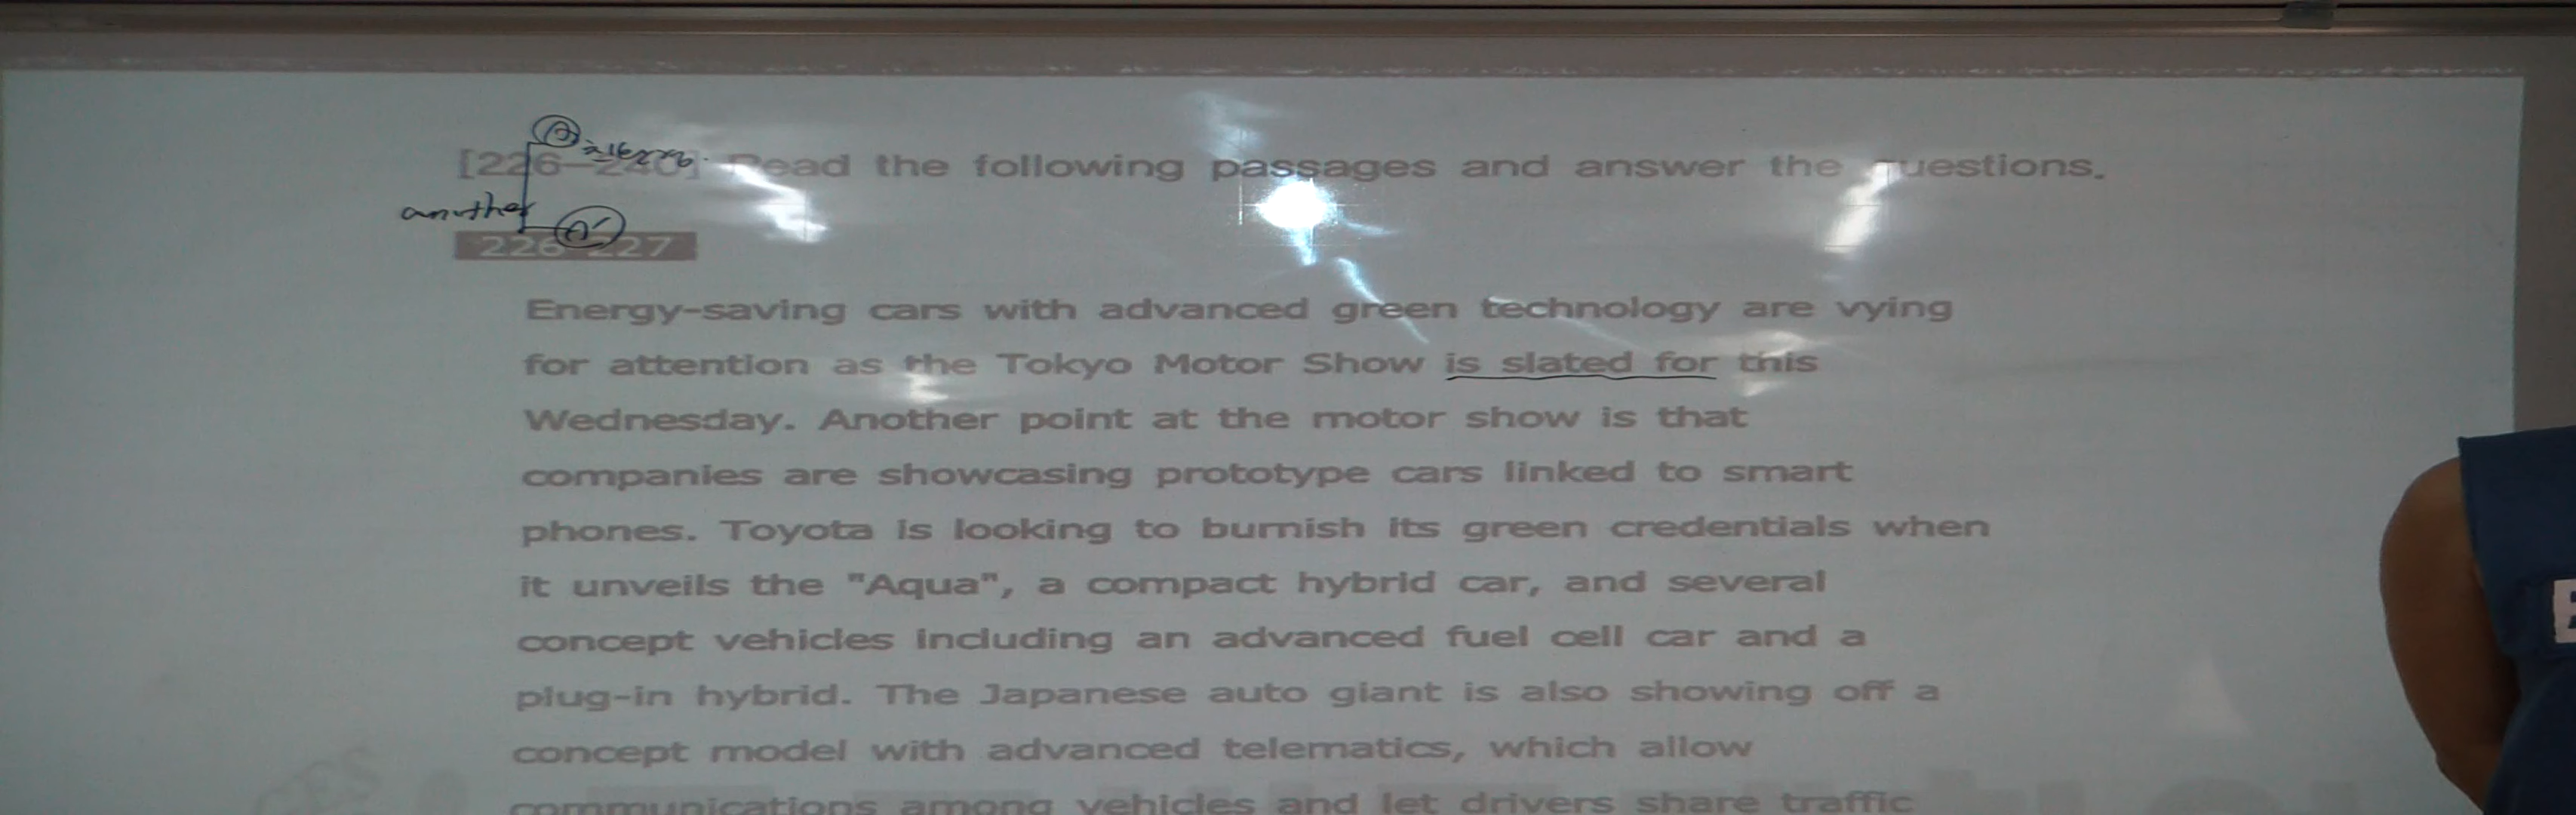 [226-240] Read the following passages and answer the questions.
another
226-227
Energy-saving cars with advanced green technology are vying
for attention as the Tokyo Motor Show is slated for this
Wednesday. Another point at the motor show is that
companies are showcasing prototype cars linked to smart
phones. Toyota is looking to burnish its green credentials when
it unveils the "Aqua", a compact hybrid car, and several
concept vehicles including an advanced fuel cell car and a
plug-in hybrid. The Japanese auto giant is also showing off a
concept model with advanced telematics, which allow
communications among vehicles and let drivers share traffic